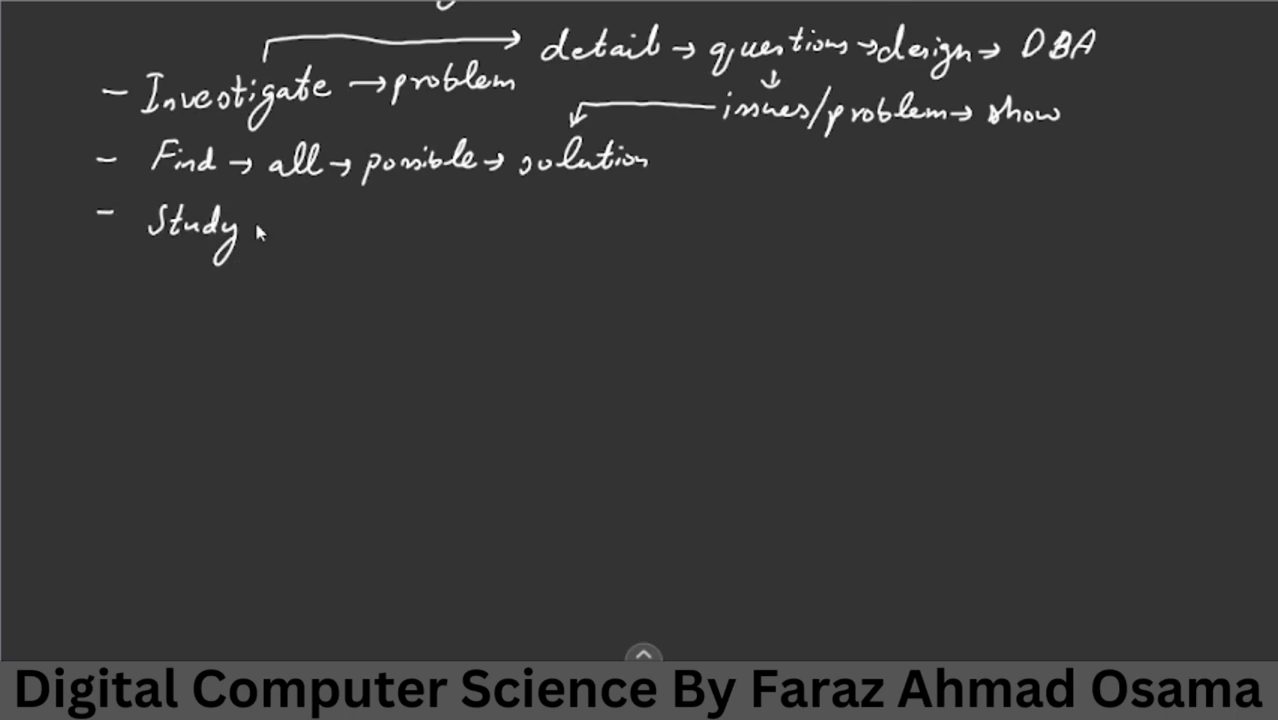 detail → questions → design → DBA
- Investigate → problem
issues/problem → show
- Find → all → possible → solution
- Study
Digital Computer Science By Faraz Ahmad Osama